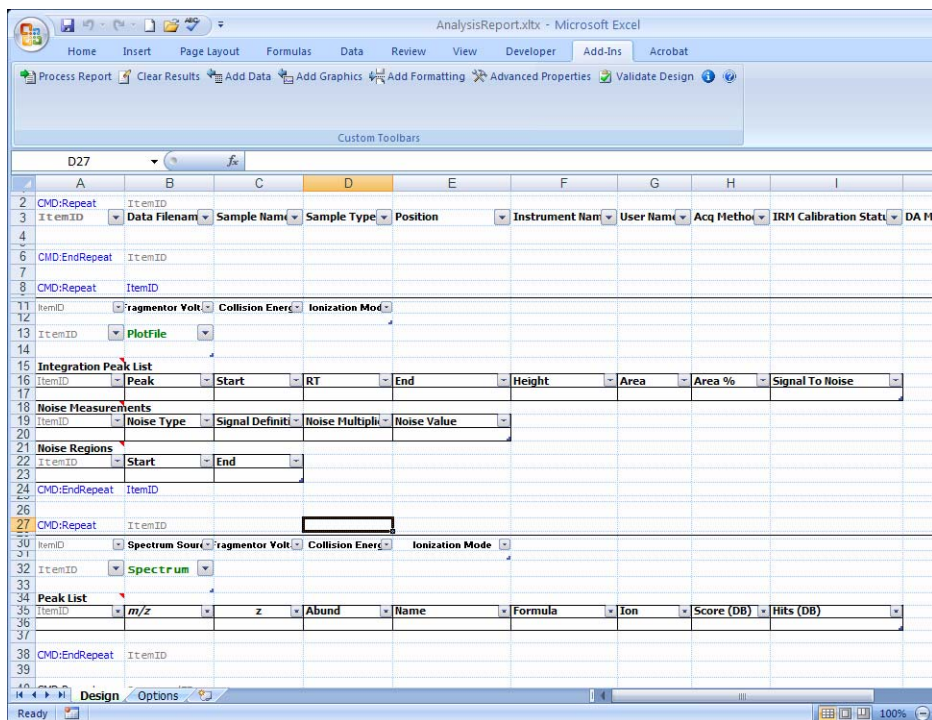 AnalysisReport.xltx - Microsoft Excel
Home Insert Page Layout Formulas Data Review View Developer Add-Ins Acrobat
Process Report Clear Results Add Data Add Graphics Add Formatting Advanced Properties Validate Design
Custom Toolbars
D27 fx
A B C D E F G H I
2 CMD:Repeat ItemID
3 ItemID Data Filenam Sample Name Sample Type Position Instrument Nam User Name Acq Method IRM Calibration Statu DA M
4
6 CMD:EndRepeat ItemID
7
8 CMD:Repeat ItemID
11 ItemID Fragmentor Volt Collision Energ Ionization Mod
12
13 ItemID PlotFile
14
15 Integration Peak List
16 ItemID Peak Start RT End Height Area Area % Signal To Noise
17
18 Noise Measurements
19 ItemID Noise Type Signal Definiti Noise Multipli Noise Value
20
21 Noise Regions
22 ItemID Start End
23
24 CMD:EndRepeat ItemID
26
27 CMD:Repeat ItemID
30 ItemID Spectrum Sourc Fragmentor Volt Collision Energ Ionization Mode
31
32 ItemID Spectrum
33
34 Peak List
35 ItemID m/z z Abund Name Formula Ion Score (DB) Hits (DB)
36
37
38 CMD:EndRepeat ItemID
39
Design Options
Ready 100%